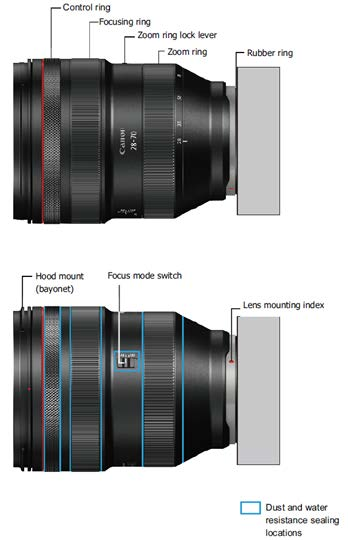 Control ring
Focusing ring
Zoom ring lock lever
Zoom ring
Rubber ring
Canon
28-70
28
Hood mount
(bayonet)
Focus mode switch
Lens mounting index
Dust and water
resistance sealing
locations